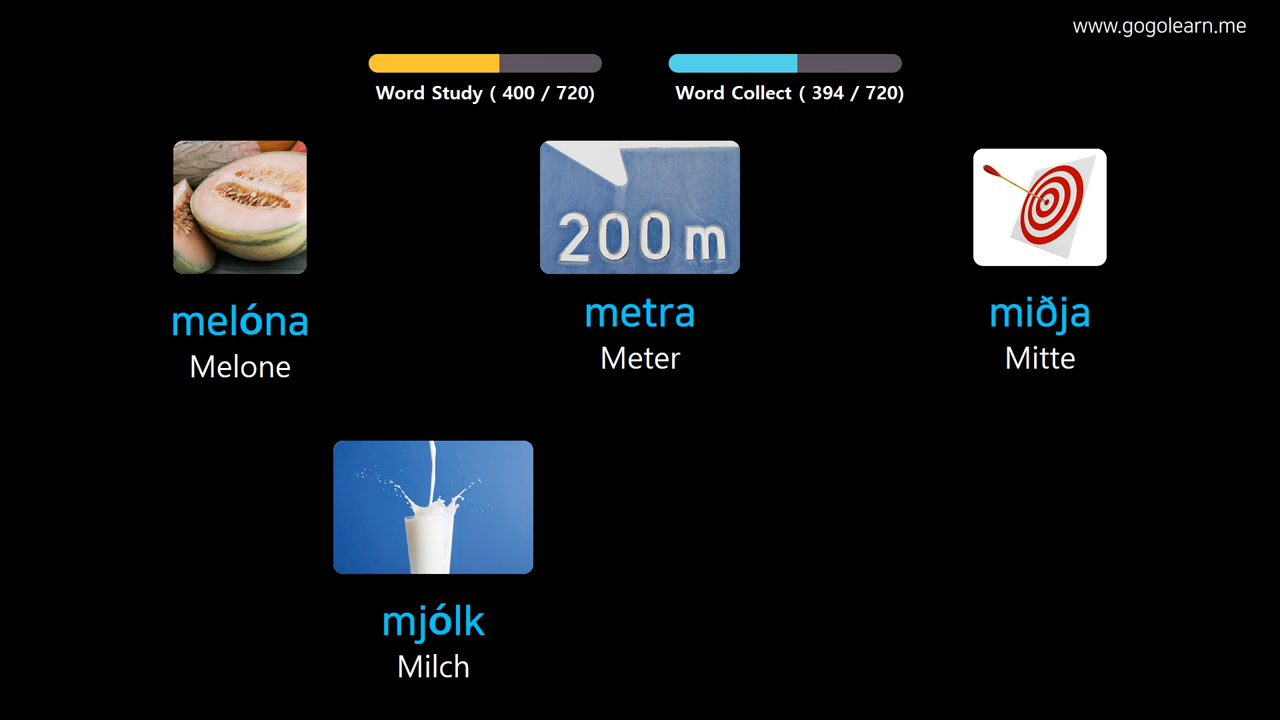 www.gogolearn.me
Word Study ( 400 / 720)
Word Collect ( 394 / 720)
200 m
melóna
Melone
metra
Meter
miðja
Mitte
mjólk
Milch